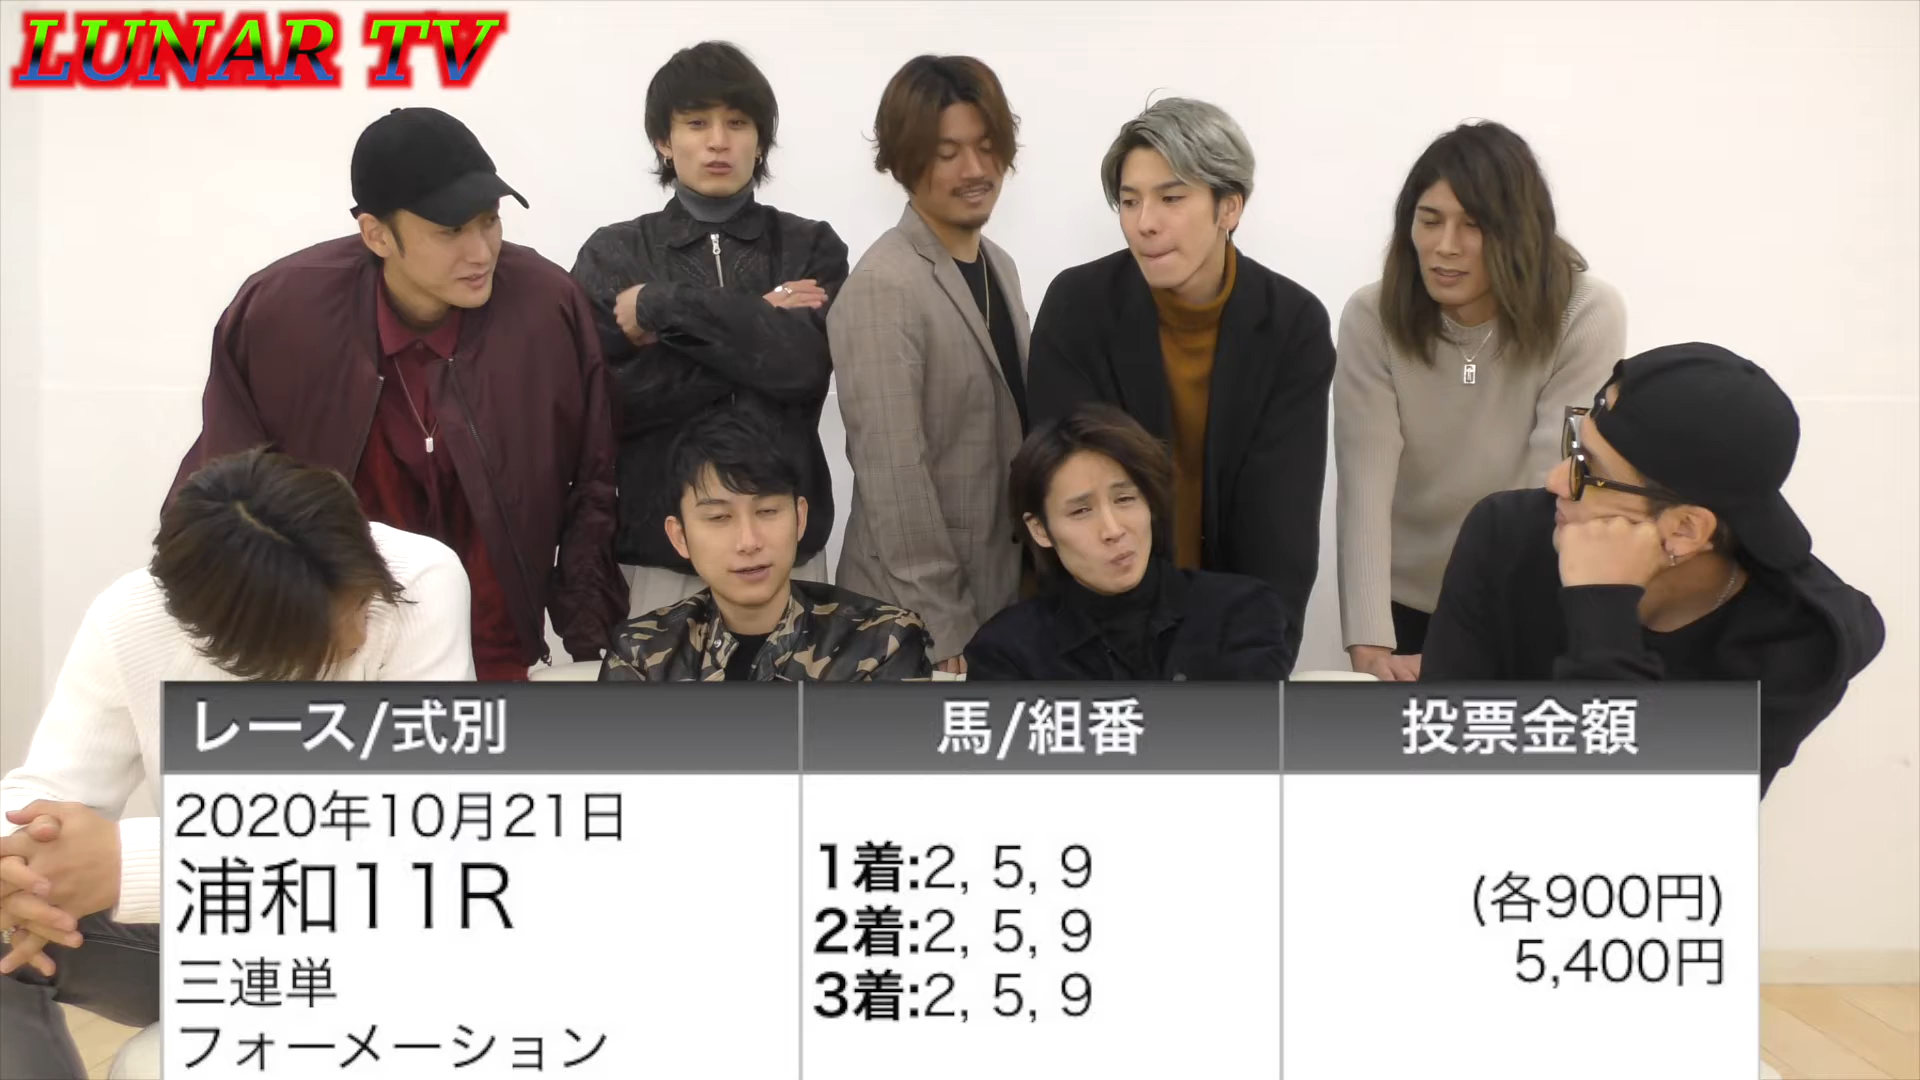 LUNAR TV
レース/式別
馬/組番
投票金額
2020年10月21日
浦和11R
三連単
フォーメーション
1着:2, 5, 9
2着:2, 5, 9
3着:2, 5, 9
(各900円)
5,400円